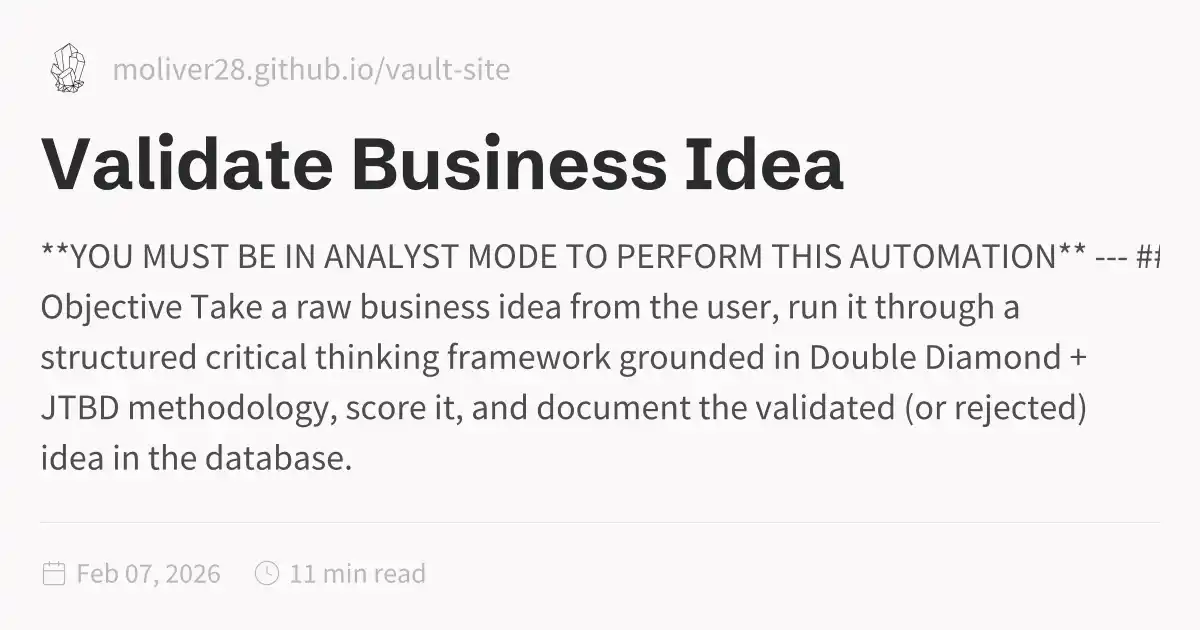 moliver28.github.io/vault-site
Validate Business Idea
**YOU MUST BE IN ANALYST MODE TO PERFORM THIS AUTOMATION** --- ##
Objective Take a raw business idea from the user, run it through a
structured critical thinking framework grounded in Double Diamond +
JTBD methodology, score it, and document the validated (or rejected)
idea in the database.
Feb 07, 2026 11 min read